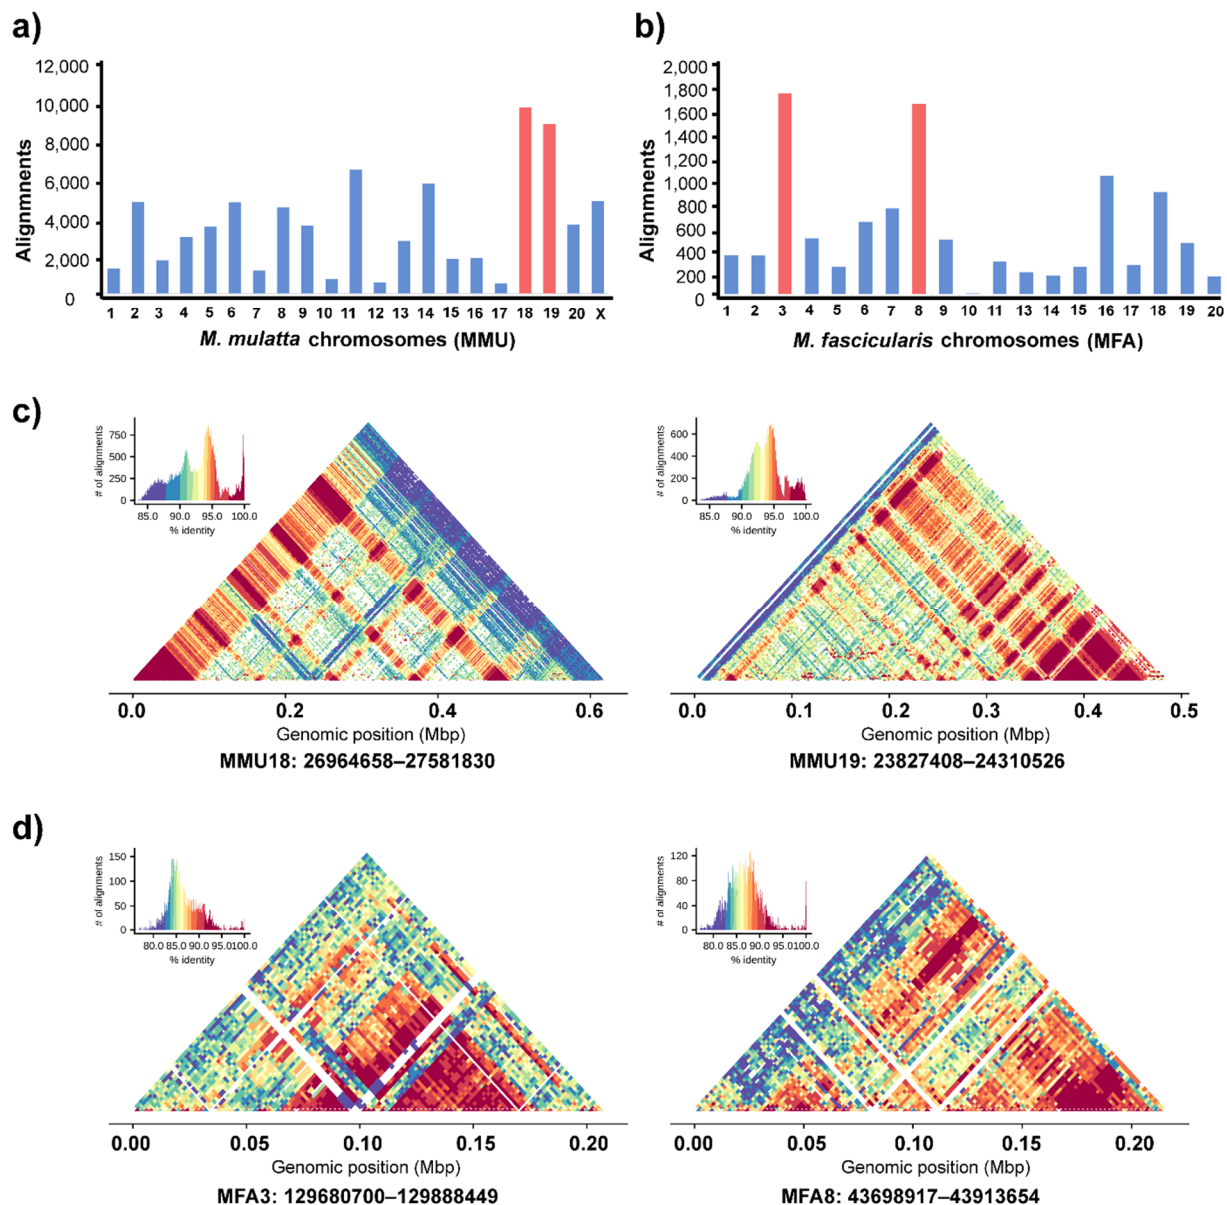 a)
12,000
10,000
8,000
6,000
4,000
2,000
0
Alignmnents
1 2 3 4 5 6 7 8 9 10 11 12 13 14 15 16 17 18 19 20 X
M. mulatta chromosomes (MMU)
b)
2,000
1,800
1,600
1,400
1,200
1,000
800
600
400
200
0
Alignmnents
1 2 3 4 5 6 7 8 9 10 11 13 14 15 16 17 18 19 20
M. fascicularis chromosomes (MFA)
c)
# of alignments
750
500
250
0
85.0 90.0 95.0 100.0
% identity
0.0 0.2 0.4 0.6
Genomic position (Mbp)
MMU18: 26964658–27581830
# of alignments
600
400
200
0
85.0 90.0 95.0 100.0
% identity
0.0 0.1 0.2 0.3 0.4 0.5
Genomic position (Mbp)
MMU19: 23827408–24310526
d)
# of alignments
150
100
50
0
80.0 85.0 90.0 95.0100.0
% identity
0.00 0.05 0.10 0.15 0.20
Genomic position (Mbp)
MFA3: 129680700–129888449
# of alignments
120
80
40
0
80.0 85.0 90.0 95.0100.0
% identity
0.00 0.05 0.10 0.15 0.20
Genomic position (Mbp)
MFA8: 43698917–43913654